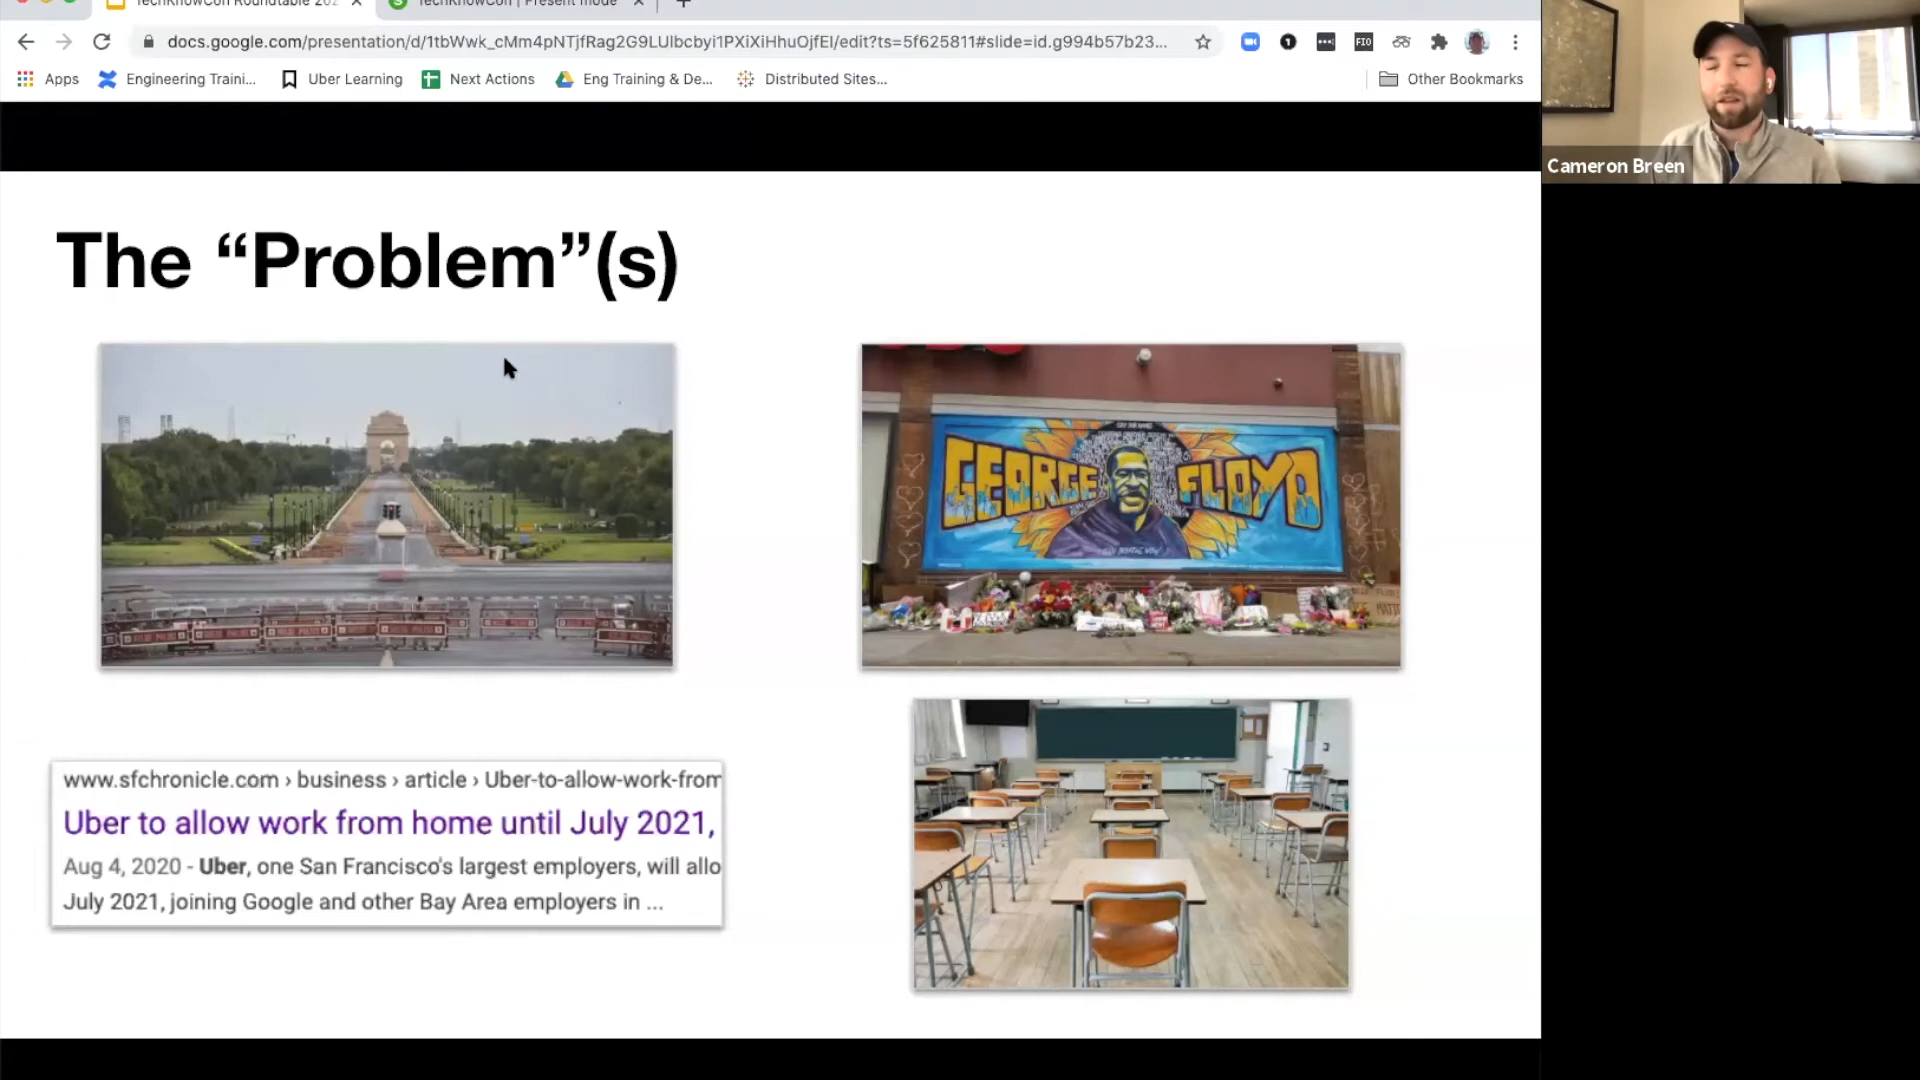 TechKnowCon Roundtable 202
TechKnowCon | Present mode
docs.google.com/presentation/d/1tbWwk_cMm4pNTjfRag2G9LUlbcbyi1PXiXiHhuOjfEI/edit?ts=5f625811#slide=id.g994b57b23...
Apps
Engineering Traini...
Uber Learning
Next Actions
Eng Training & De...
Distributed Sites...
Other Bookmarks
Cameron Breen
The “Problem”(s)
GEORGE FLOYD
www.sfchronicle.com › business › article › Uber-to-allow-work-from
Uber to allow work from home until July 2021,
Aug 4, 2020 - Uber, one San Francisco's largest employers, will allo
July 2021, joining Google and other Bay Area employers in ...